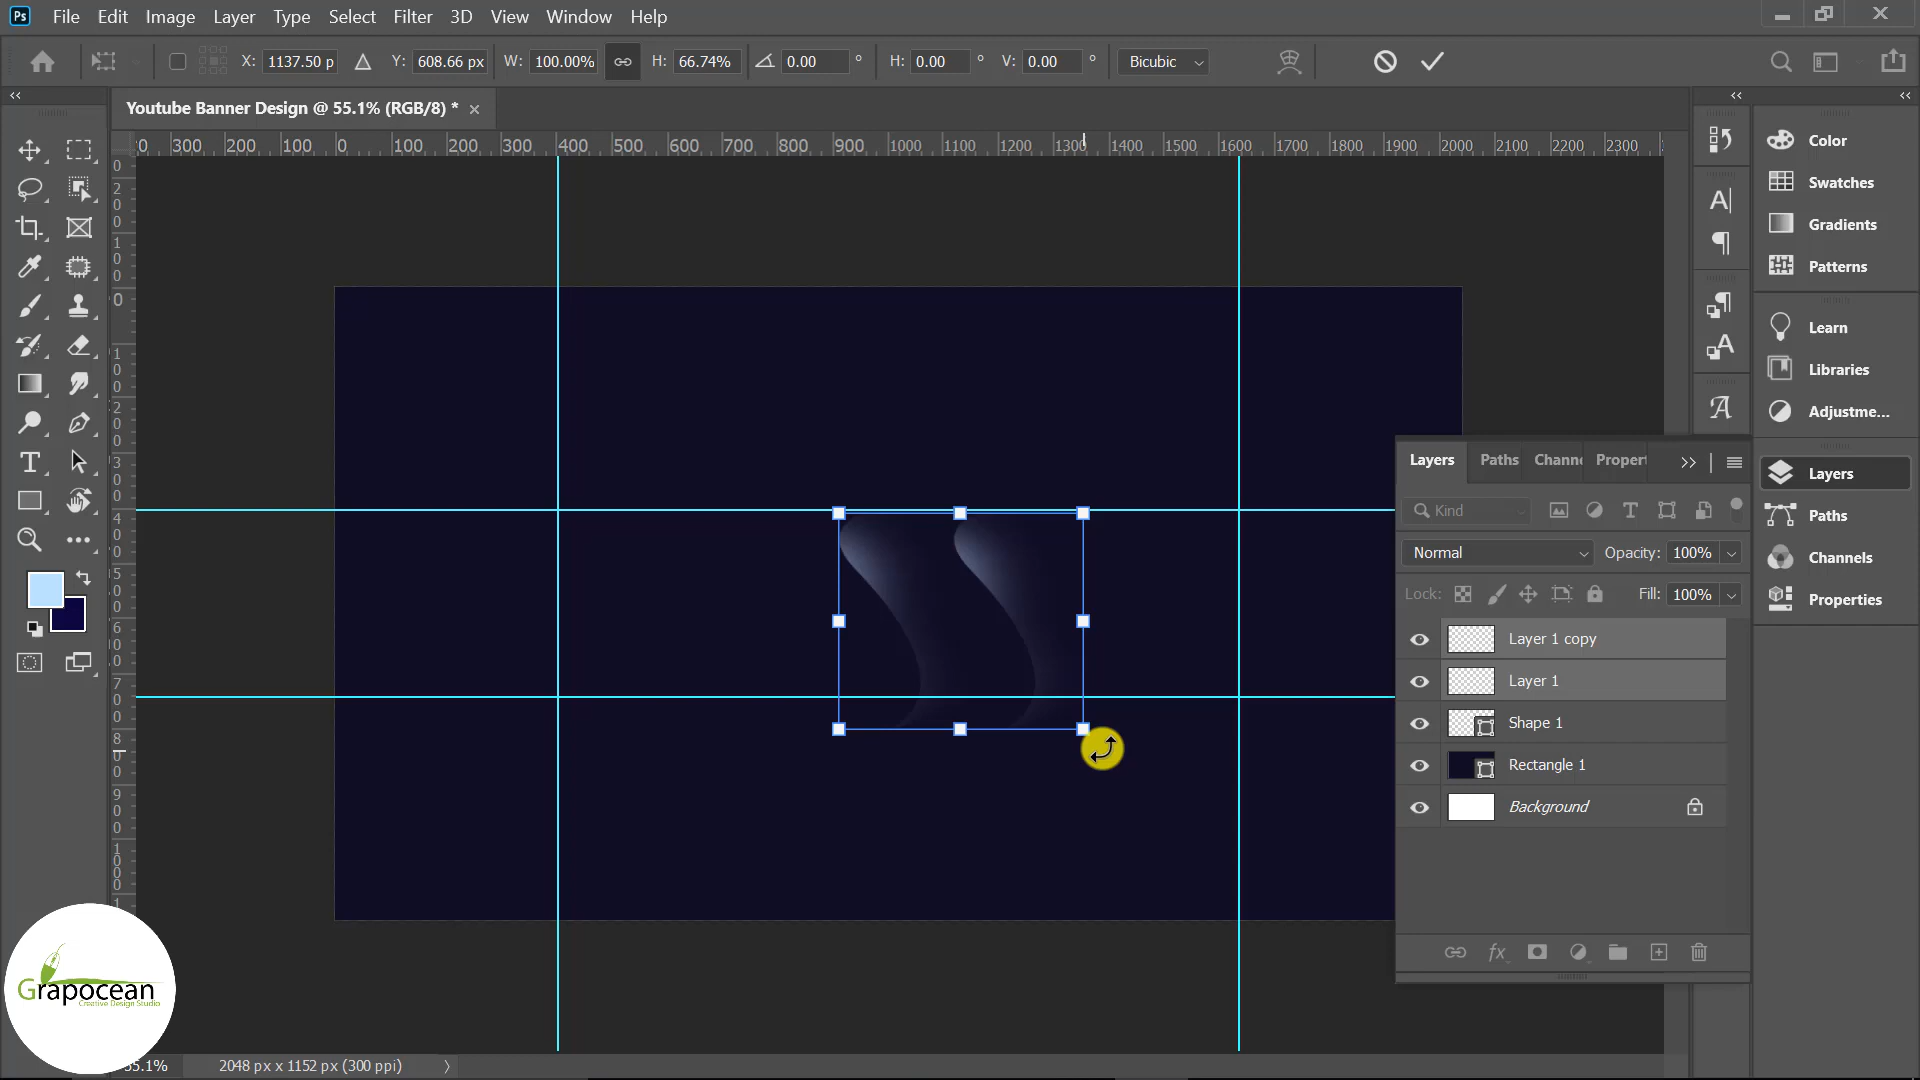 Ps File Edit Image Layer Type Select Filter 3D View Window Help
X: 1137.50 p Y: 608.66 px W: 100.00% H: 66.74% 0.00 ° H: 0.00 ° V: 0.00 ° Bicubic
Youtube Banner Design @ 55.1% (RGB/8) * ×
300 200 100 0 100 200 300 400 500 600 700 800 900 1000 1100 1200 1300 1400 1500 1600 1700 1800 1900 2000 2100 2200 2300
Color
Swatches
Gradients
Patterns
Learn
Libraries
Adjustme...
Layers
Paths
Channels
Properties
Layers Paths Chann Propert
Kind
Normal Opacity: 100%
Lock: Fill: 100%
Layer 1 copy
Layer 1
Shape 1
Rectangle 1
Background
fx
Grapocean
Creative Design Studio
55.1% 2048 px x 1152 px (300 ppi)